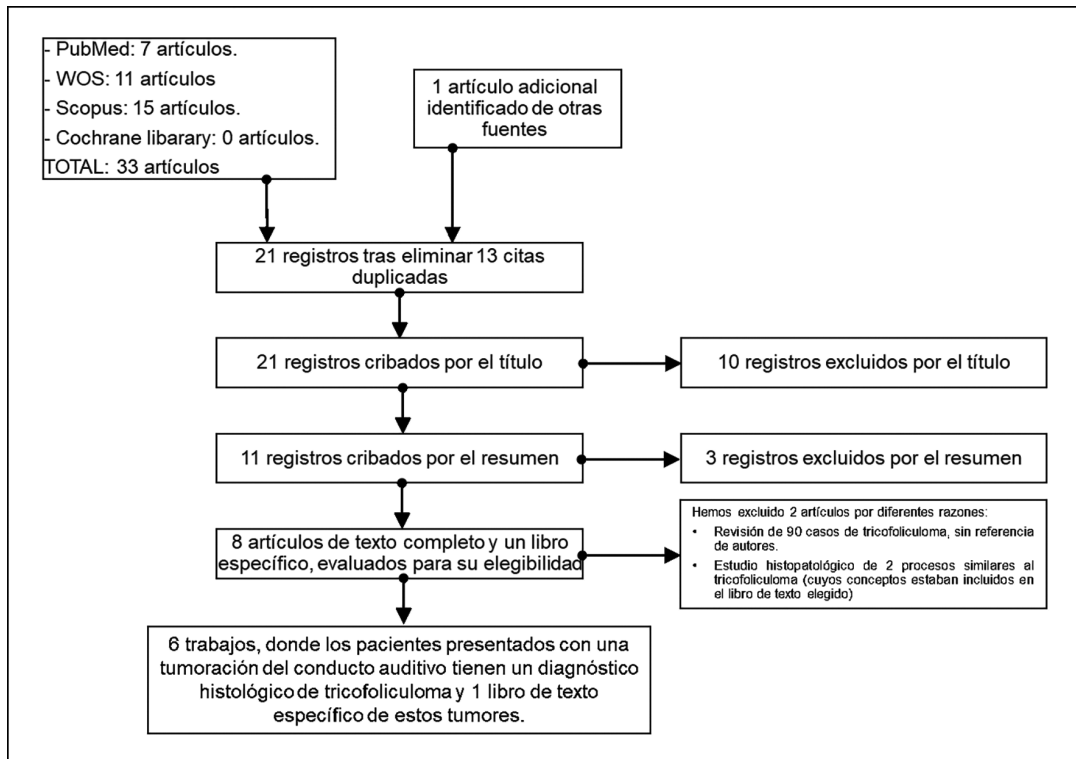 - PubMed: 7 artículos.
- WOS: 11 artículos
- Scopus: 15 artículos.
- Cochrane libarary: 0 artículos.
TOTAL: 33 artículos
1 artículo adicional
identificado de otras
fuentes
21 registros tras eliminar 13 citas
duplicadas
21 registros cribados por el título
10 registros excluidos por el título
11 registros cribados por el resumen
3 registros excluidos por el resumen
8 artículos de texto completo y un libro
específico, evaluados para su elegibilidad
Hemos excluido 2 artículos por diferentes razones:
• Revisión de 90 casos de tricofoliculoma, sin referencia
de autores.
• Estudio histopatológico de 2 procesos similares al
tricofoliculoma (cuyos conceptos estaban incluidos en
el libro de texto elegido)
6 trabajos, donde los pacientes presentados con una
tumoración del conducto auditivo tienen un diagnóstico
histológico de tricofoliculoma y 1 libro de texto
específico de estos tumores.